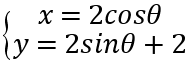 x = 2cosθ
y = 2sinθ + 2